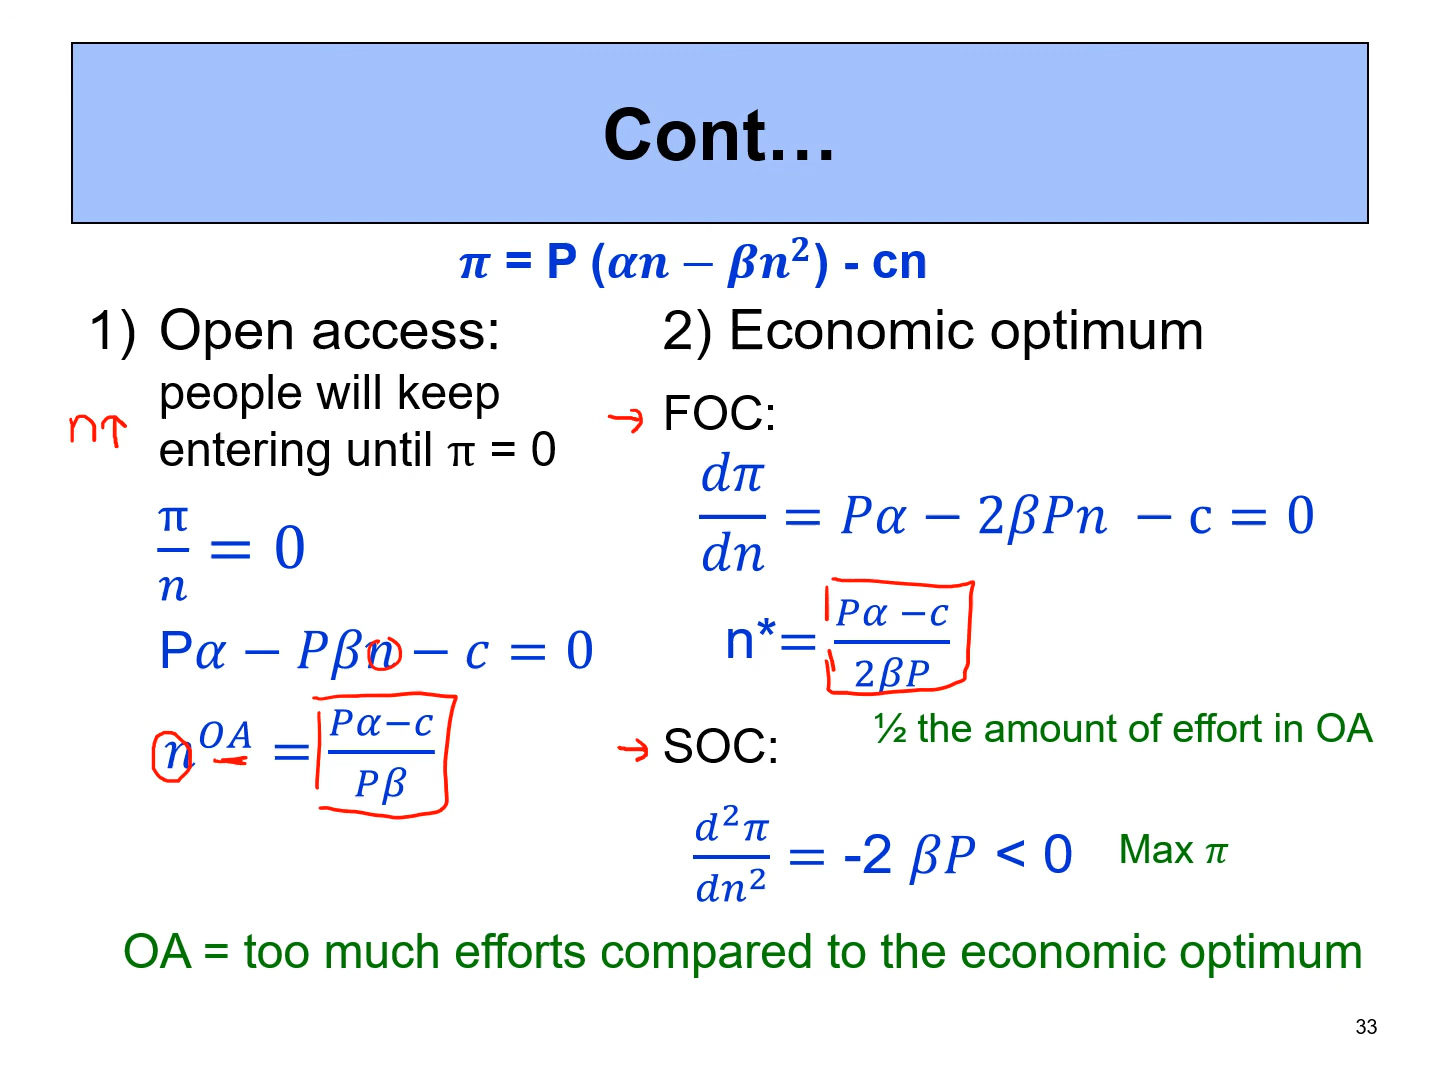 Cont…
π = P (αn − βn²) - cn
1) Open access:
people will keep
entering until π = 0
n↑
π/n = 0
Pα − Pβn − c = 0
n^OA = (Pα−c)/(Pβ)
2) Economic optimum
→ FOC:
dπ/dn = Pα − 2βPn − c = 0
n*= (Pα −c)/(2βP)
½ the amount of effort in OA
→ SOC:
d²π/dn² = -2 βP < 0
Max π
OA = too much efforts compared to the economic optimum
33